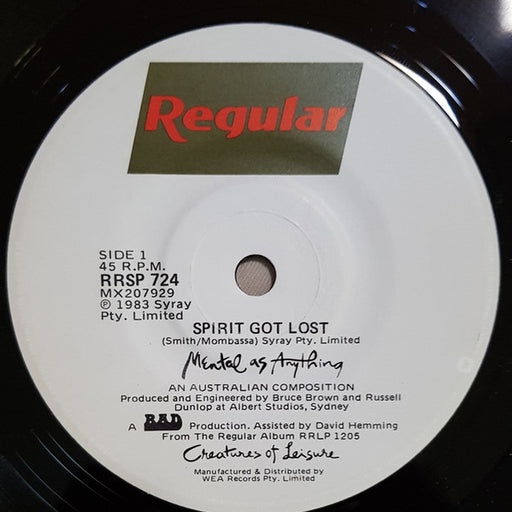 Regular
SIDE 1
45 R.P.M.
RRSP 724
MX207929
℗ 1983 Syray
Pty. Limited
SPIRIT GOT LOST
(Smith/Mombassa) Syray Pty. Limited
Mental as Anything
AN AUSTRALIAN COMPOSITION
Produced and Engineered by Bruce Brown and Russell
Dunlop at Albert Studios, Sydney
A BAD Production. Assisted by David Hemming
From The Regular Album RRLP 1205
Creatures of Leisure
Manufactured & Distributed by
WEA Records Pty. Limited